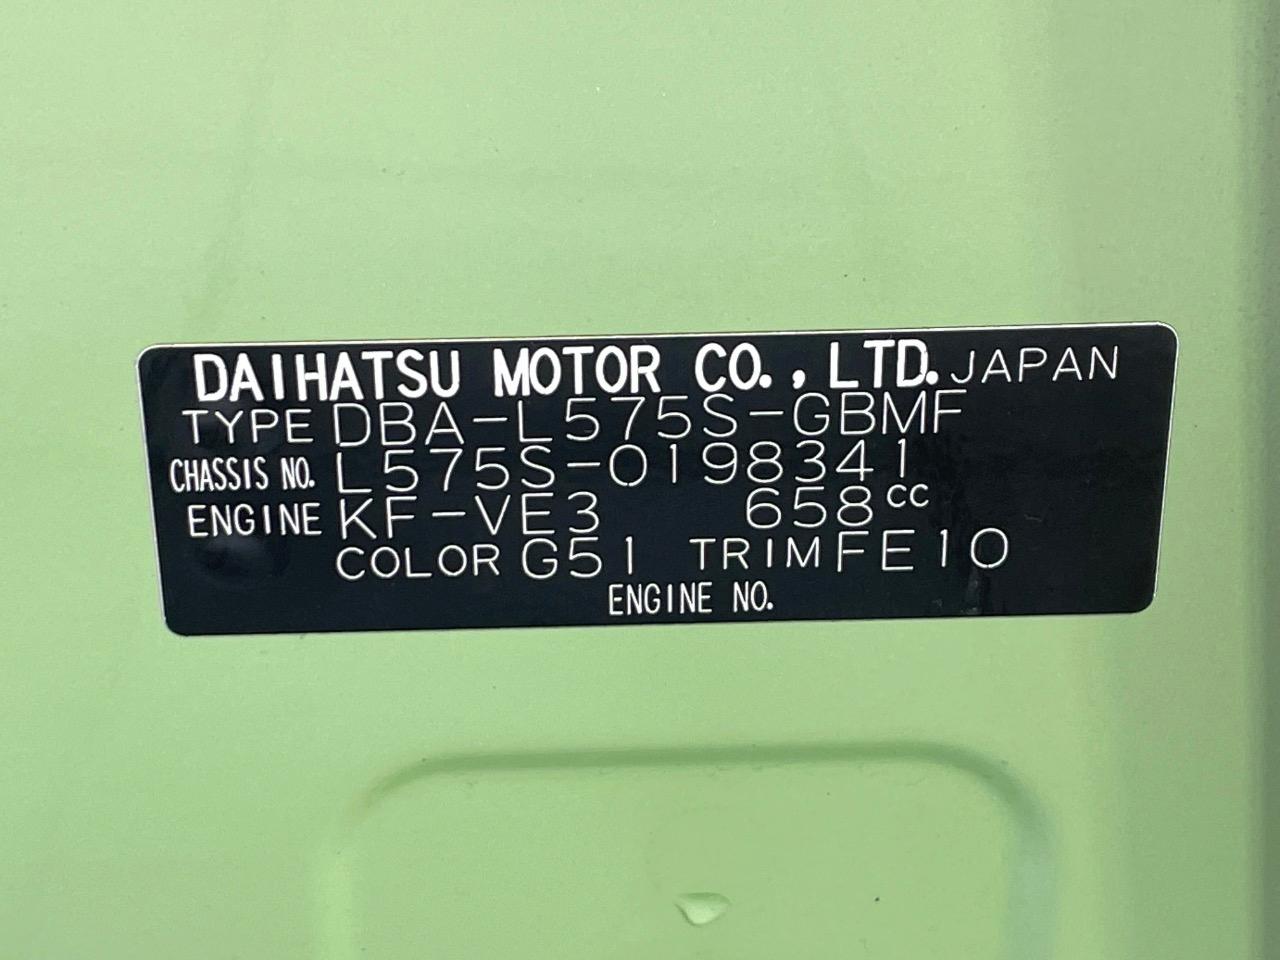 DAIHATSU MOTOR CO., LTD. JAPAN
TYPE DBA-L575S-GBMF
CHASSIS NO. L575S-0198341
ENGINE KF-VE3 658cc
COLOR G51 TRIM FE10
ENGINE NO.